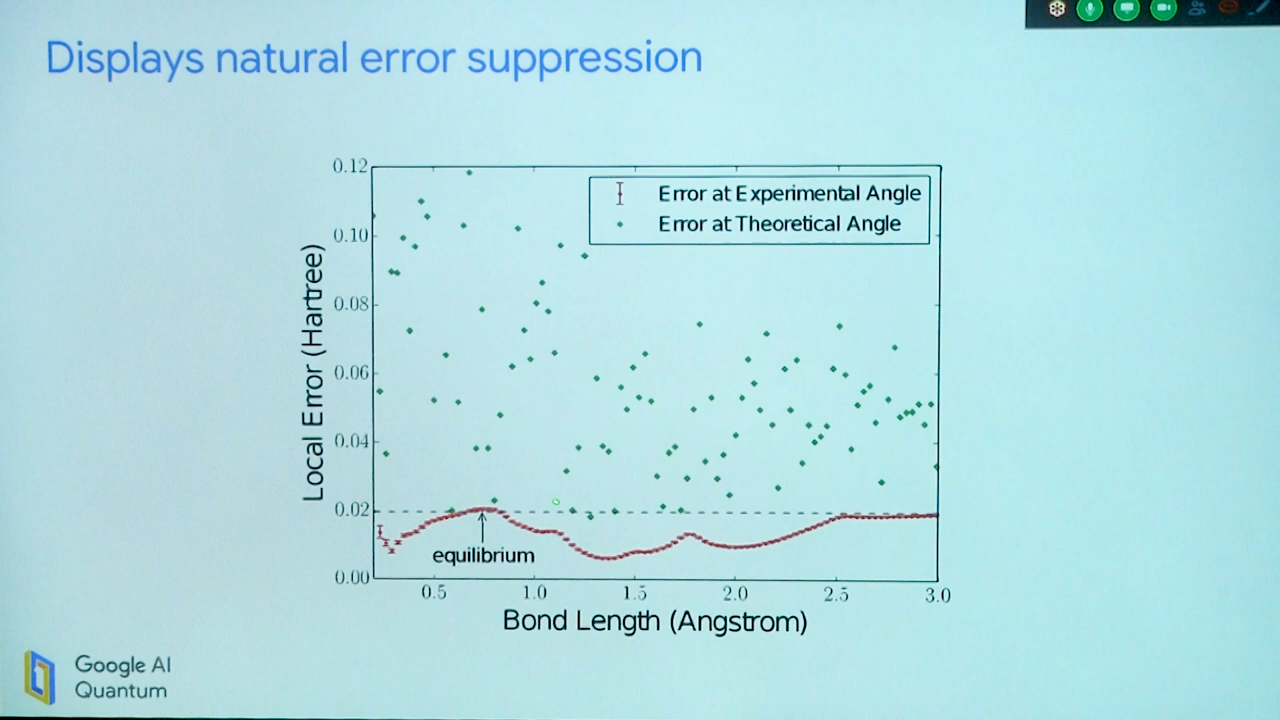 Displays natural error suppression
0.12
0.10
0.08
0.06
0.04
0.02
0.00
Local Error (Hartree)
Error at Experimental Angle
Error at Theoretical Angle
equilibrium
0.5
1.0
1.5
2.0
2.5
3.0
Bond Length (Angstrom)
Google AI
Quantum